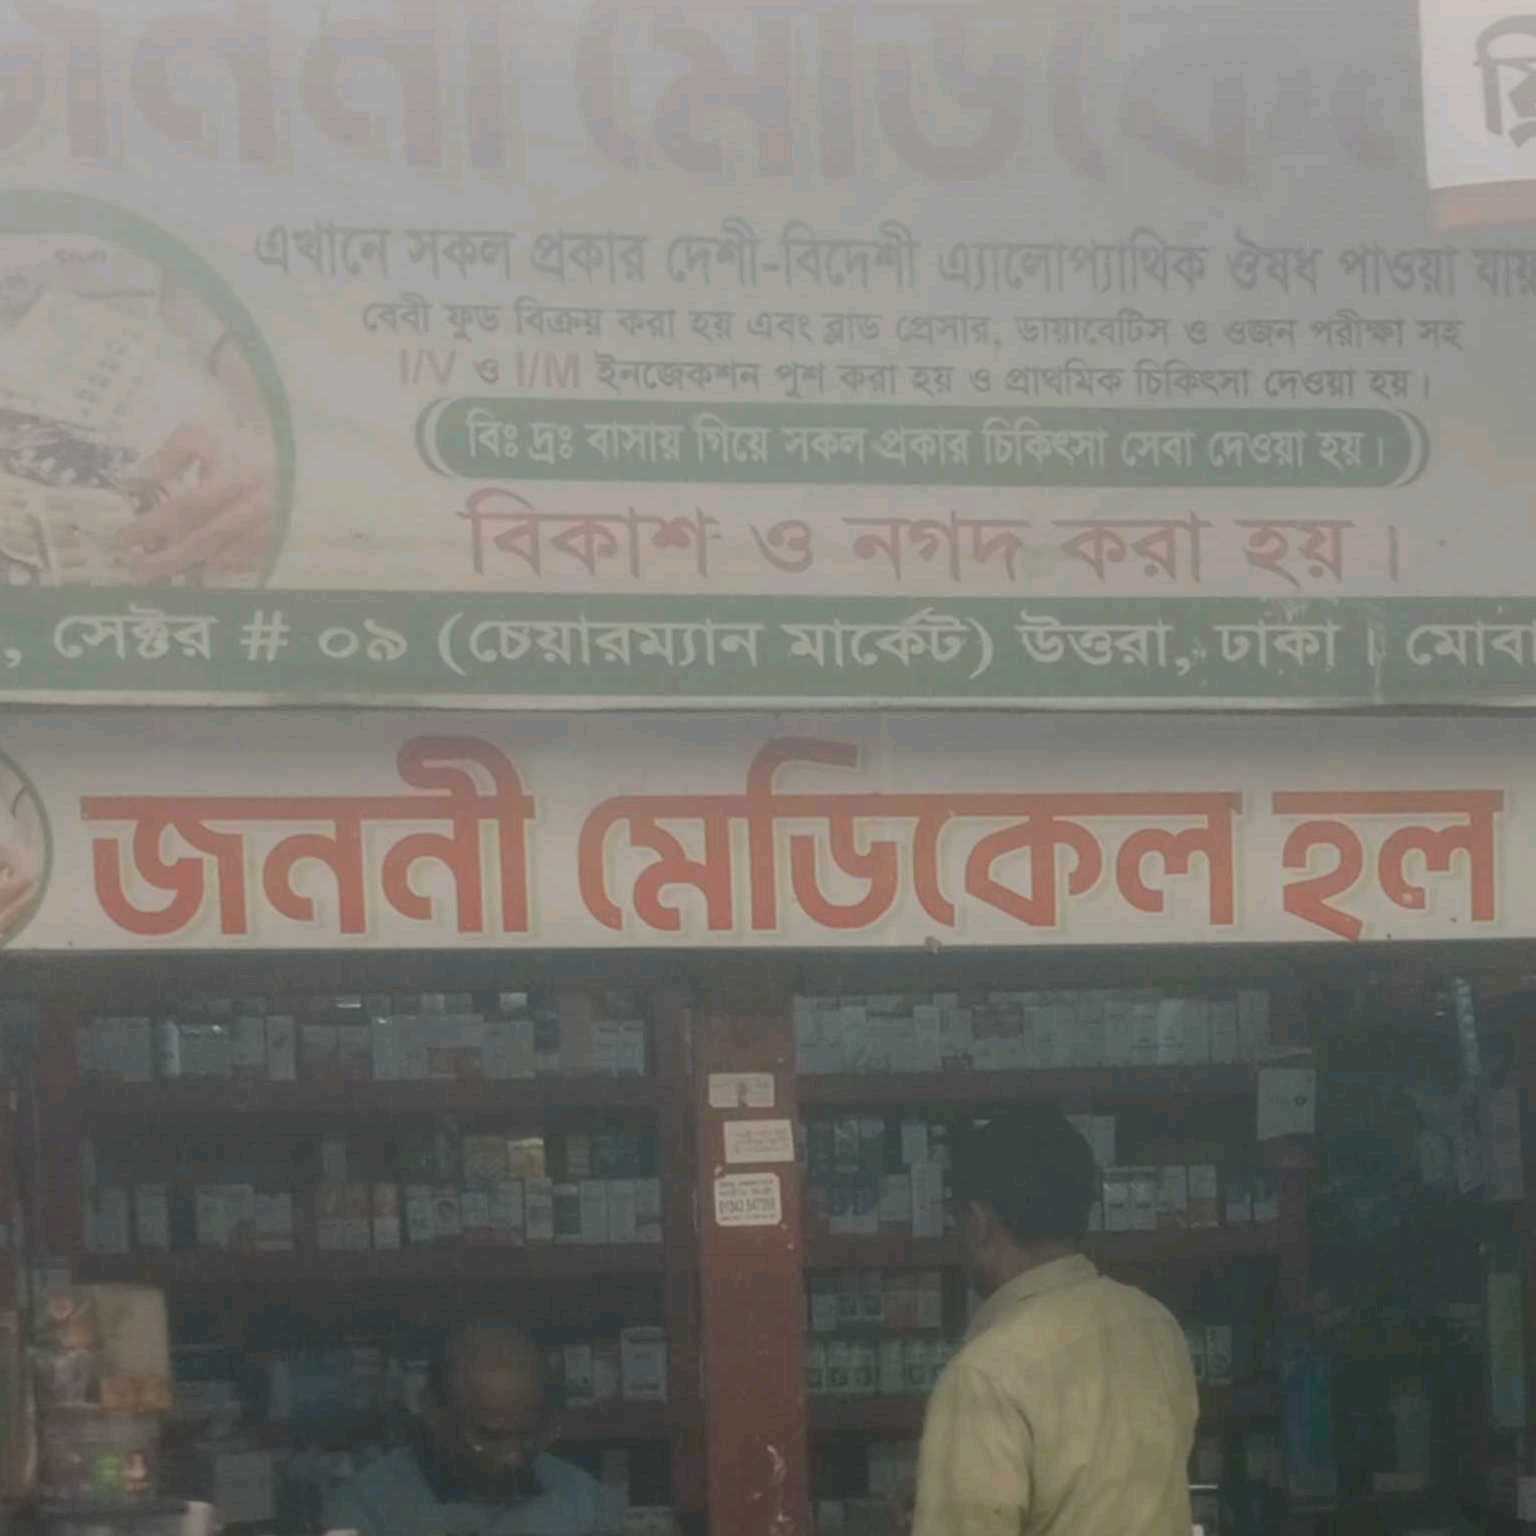 জননী মেডিকেল
এখানে সকল প্রকার দেশী-বিদেশী এ্যালোপ্যাথিক ঔষধ পাওয়া যায়
বেবী ফুড বিক্রয় করা হয় এবং ব্লাড প্রেসার, ডায়াবেটিস ও ওজন পরীক্ষা সহ
I/V ও I/M ইনজেকশন পুশ করা হয় ও প্রাথমিক চিকিৎসা দেওয়া হয়।
বিঃ দ্রঃ বাসায় গিয়ে সকল প্রকার চিকিৎসা সেবা দেওয়া হয়।
বিকাশ ও নগদ করা হয়।
, সেক্টর # ০৯ (চেয়ারম্যান মার্কেট) উত্তরা, ঢাকা। মোবা
জননী মেডিকেল হল